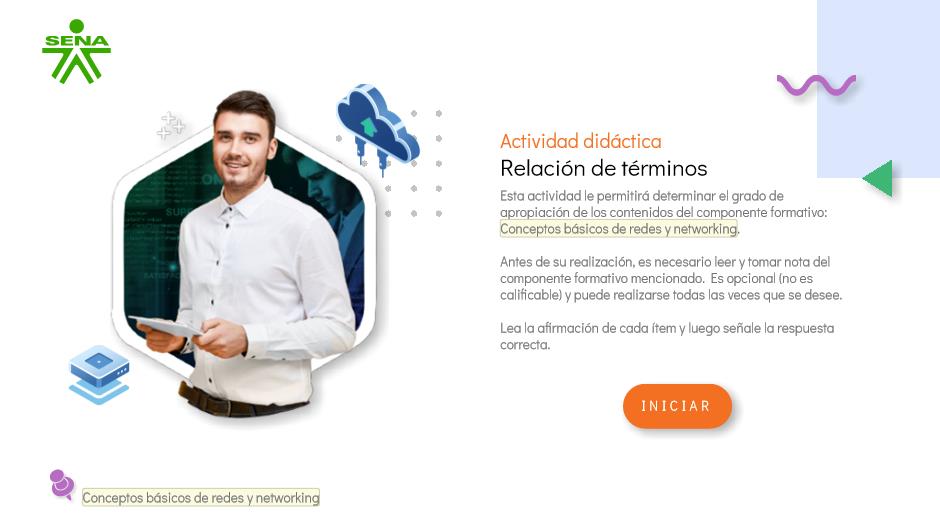 SENA
Actividad didáctica
Relación de términos
Esta actividad le permitirá determinar el grado de
apropiación de los contenidos del componente formativo:
Conceptos básicos de redes y networking.
Antes de su realización, es necesario leer y tomar nota del
componente formativo mencionado. Es opcional (no es
calificable) y puede realizarse todas las veces que se desee.
Lea la afirmación de cada ítem y luego señale la respuesta
correcta.
INICIAR
Conceptos básicos de redes y networking